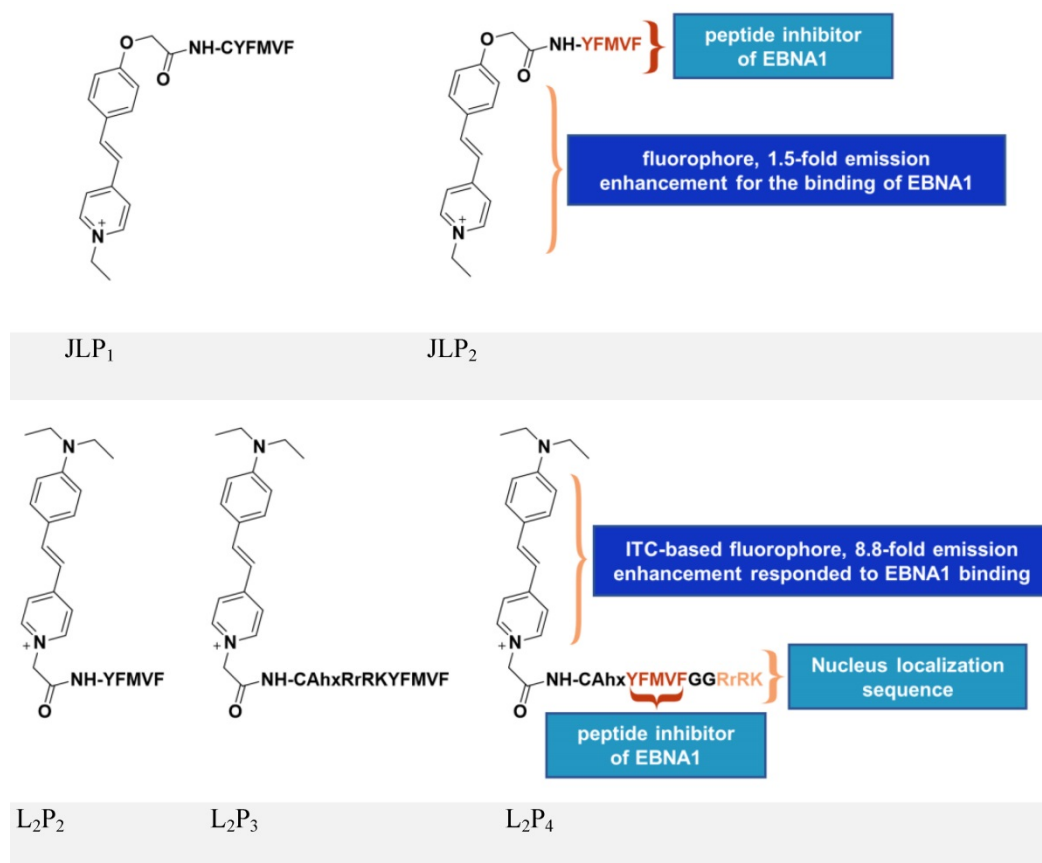 O
O
NH-CYFMVF
+
N
O
O
NH-YFMVF
+
N
peptide inhibitor
of EBNA1
fluorophore, 1.5-fold emission
enhancement for the binding of EBNA1
JLP₁
JLP₂
N
+
N
O
NH-YFMVF
N
+
N
O
NH-CAhxRrRKYFMVF
N
+
N
O
NH-CAhxYFMVFGGRrRK
ITC-based fluorophore, 8.8-fold emission
enhancement responded to EBNA1 binding
Nucleus localization
sequence
peptide inhibitor
of EBNA1
L₂P₂
L₂P₃
L₂P₄